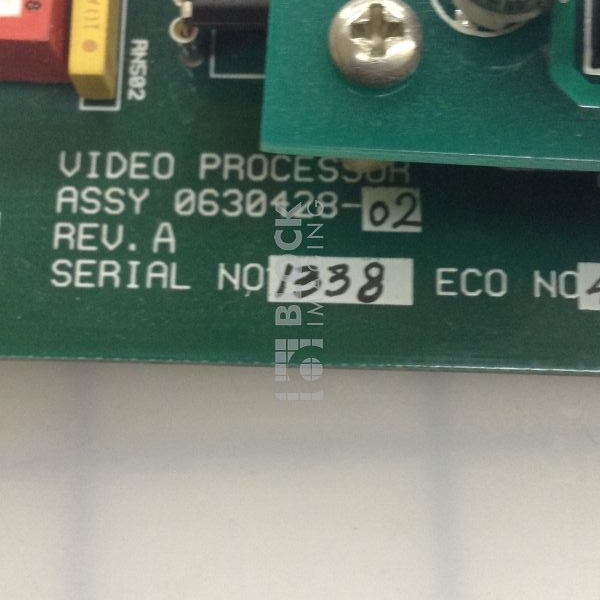 RN502
VIDEO PROCESSOR
ASSY 0630428-02
REV. A
SERIAL NO 1338 ECO NO
BLOCK
IMAGING